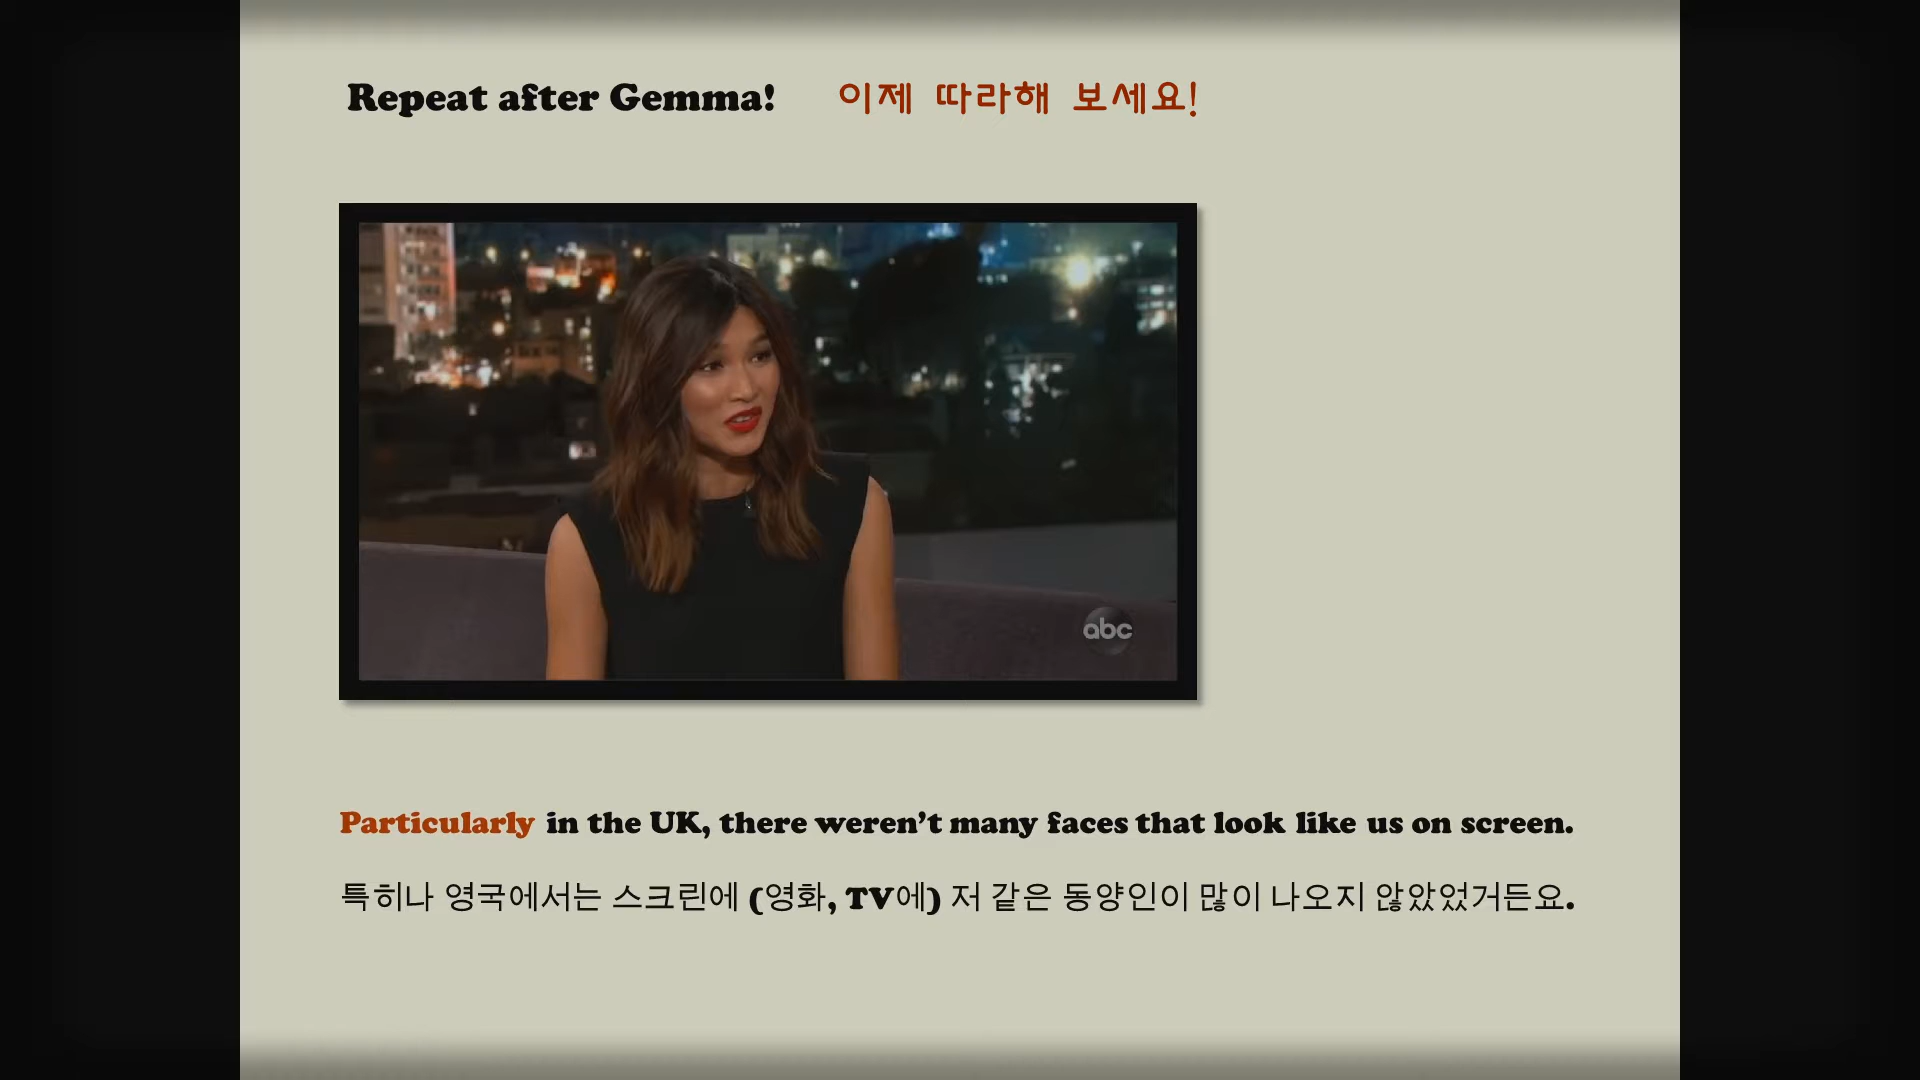 Repeat after Gemma! 이제 따라해 보세요!
abc
Particularly in the UK, there weren’t many faces that look like us on screen.
특히나 영국에서는 스크린에 (영화, TV에) 저 같은 동양인이 많이 나오지 않았었거든요.